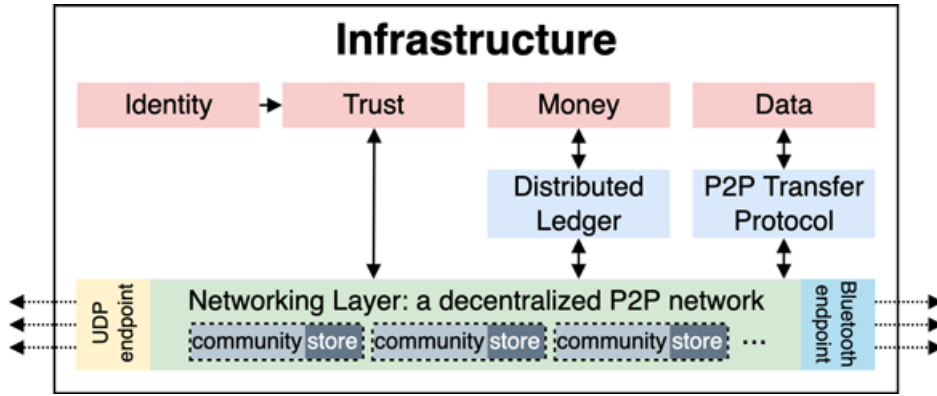 Infrastructure
Identity
Trust
Money
Data
Distributed
Ledger
P2P Transfer
Protocol
UDP
endpoint
Networking Layer: a decentralized P2P network
community store
community store
community store
...
Bluetooth
endpoint